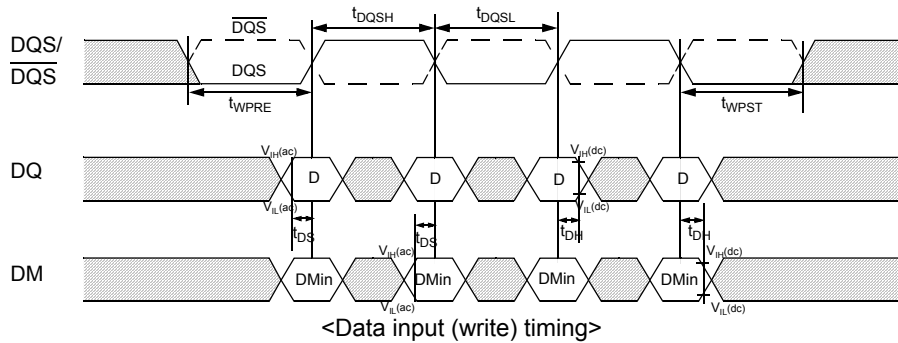 DQS
tDQSH
tDQSL
DQS/
DQS
DQS
tWPRE
tWPST
VIH(ac)
VIH(dc)
DQ
D
D
D
D
VIL(ac)
VIL(dc)
tDS
tDS
tDH
tDH
VIH(ac)
VIH(dc)
DM
DMin
DMin
DMin
DMin
VIL(ac)
VIL(dc)
<Data input (write) timing>